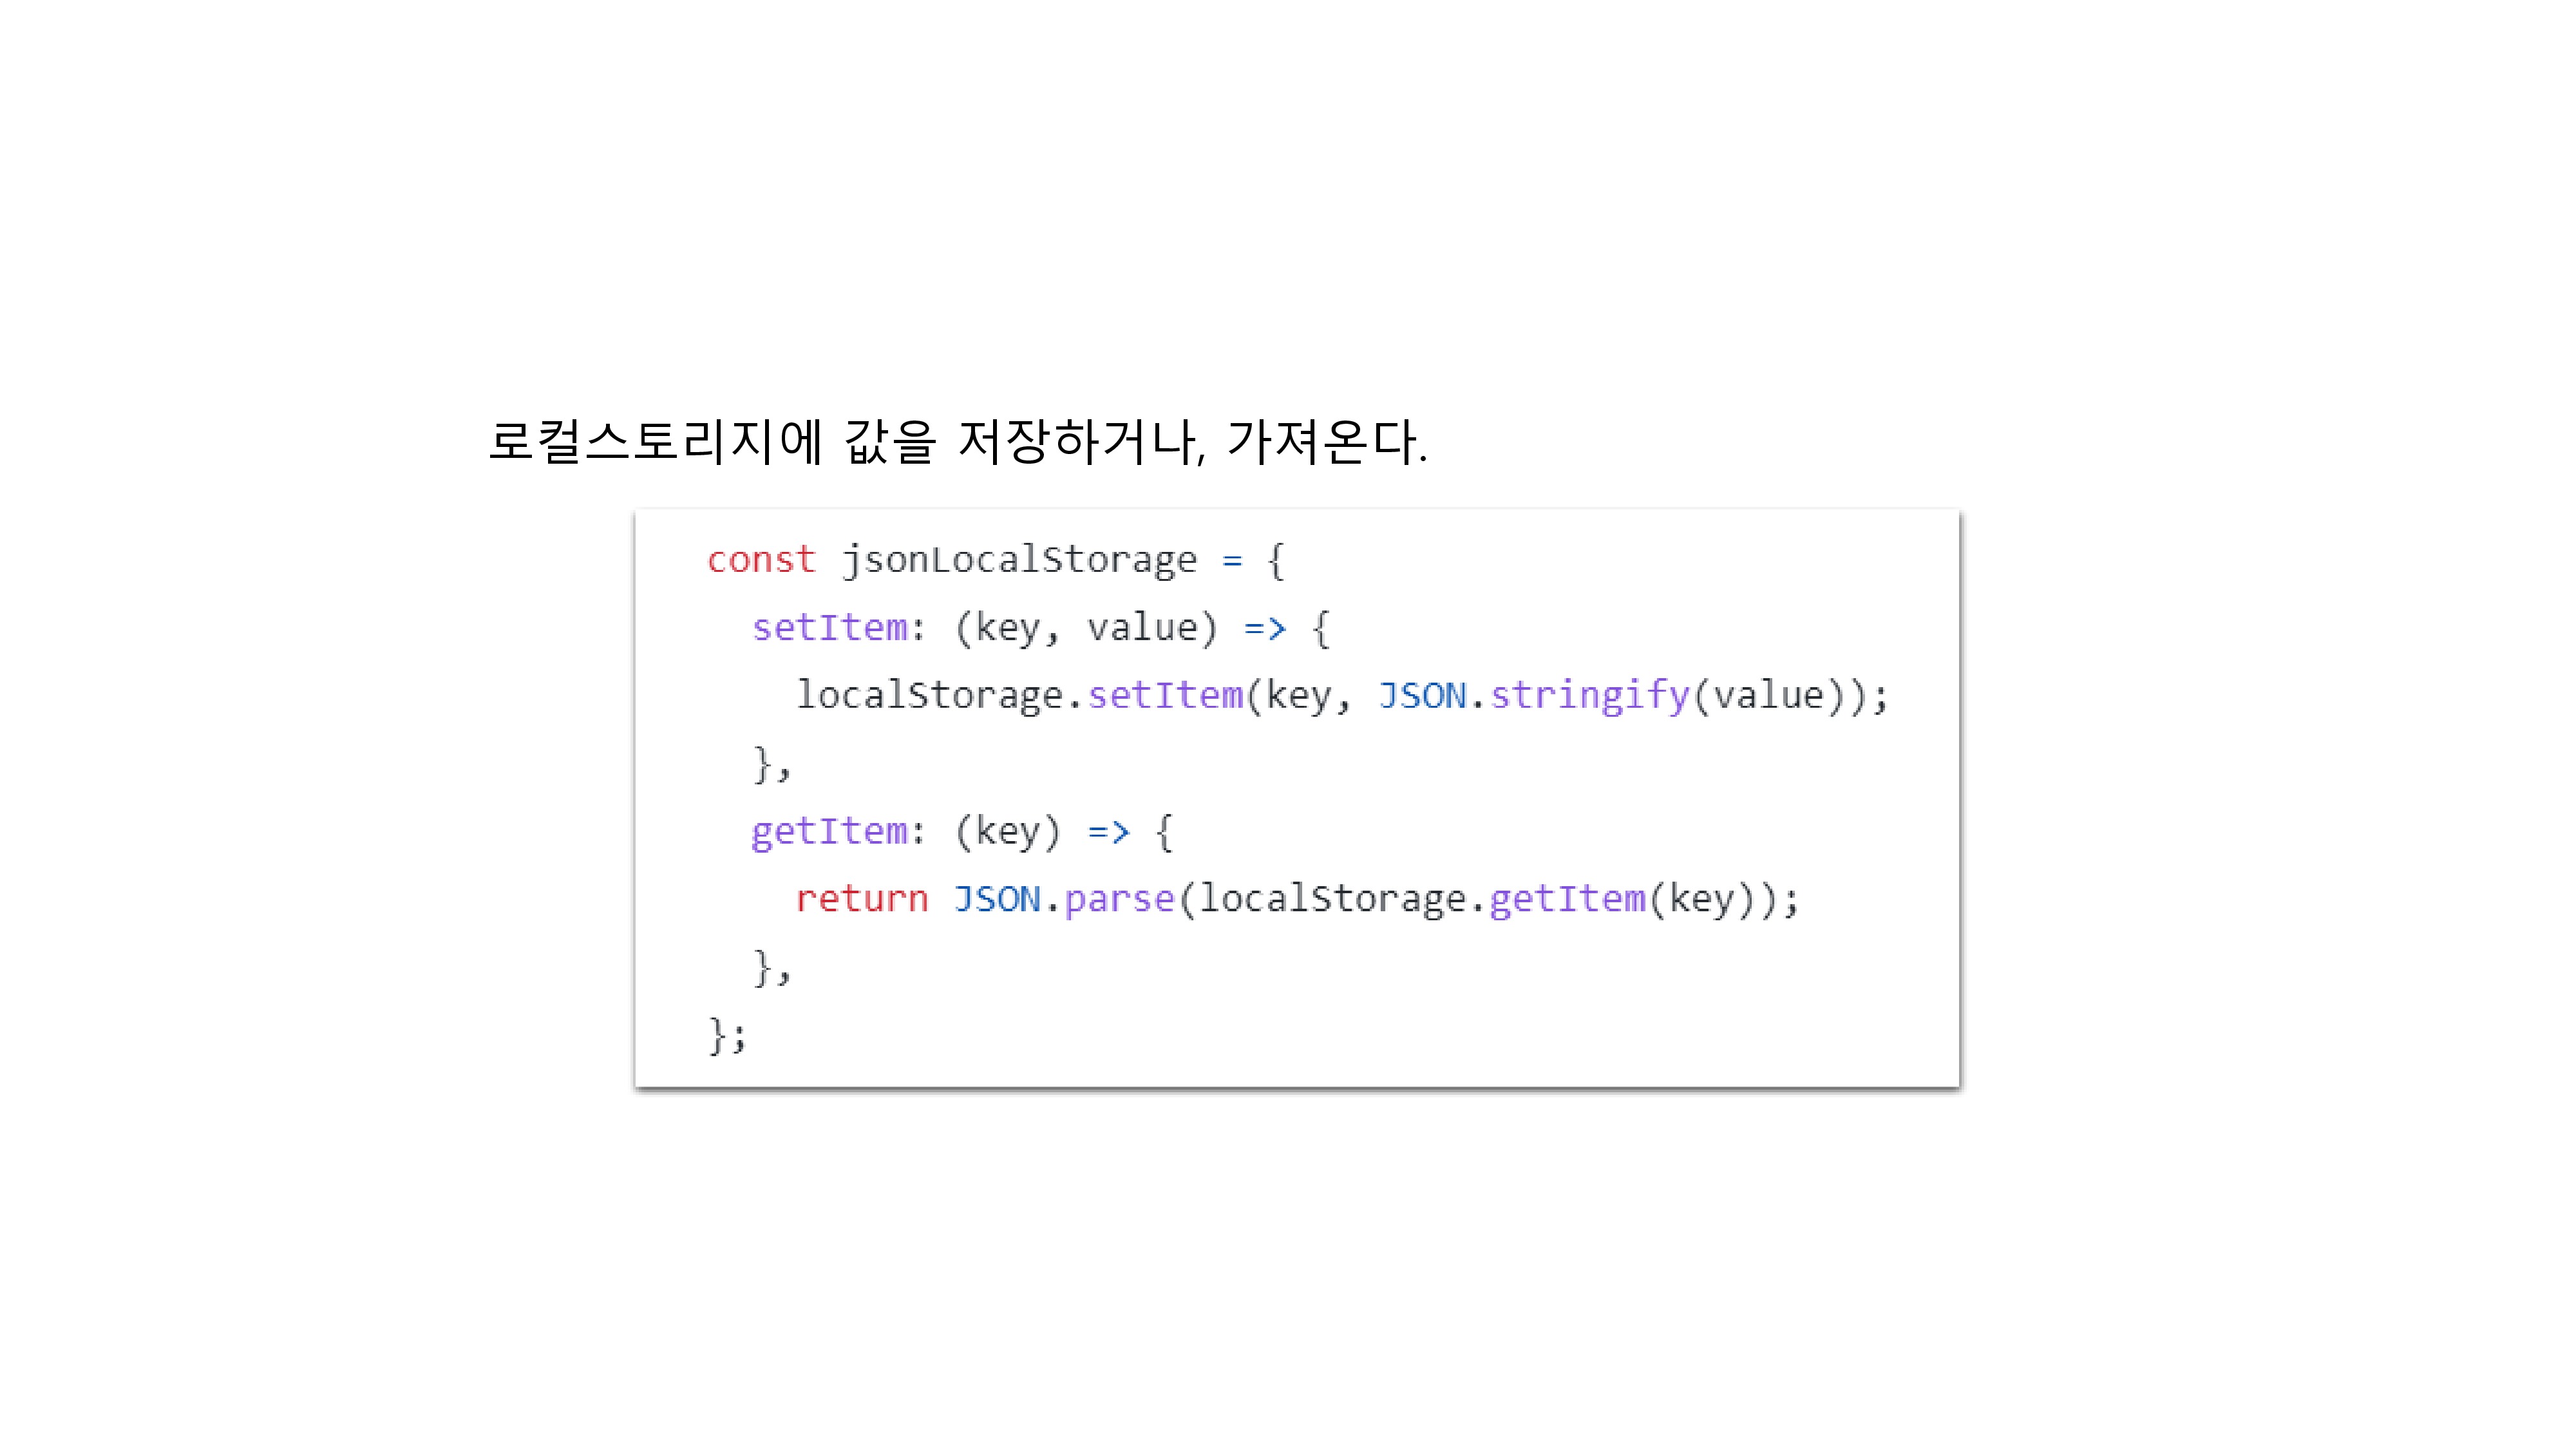 로컬스토리지에 값을 저장하거나, 가져온다.
const jsonLocalStorage = {
  setItem: (key, value) => {
    localStorage.setItem(key, JSON.stringify(value));
  },
  getItem: (key) => {
    return JSON.parse(localStorage.getItem(key));
  },
};